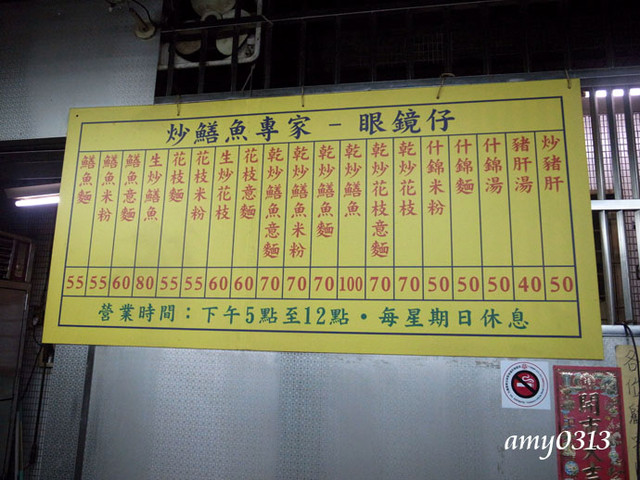 炒鱔魚專家 – 眼鏡仔
鱔魚麵 55
鱔魚米粉 55
鱔魚意麵 60
生炒鱔魚 80
花枝麵 55
花枝米粉 55
生炒花枝 60
花枝意麵 60
乾炒鱔魚意麵 70
乾炒鱔魚米粉 70
乾炒鱔魚麵 70
乾炒鱔魚 100
乾炒花枝意麵 70
乾炒花枝 70
什錦米粉 50
什錦麵 50
什錦湯 50
豬肝湯 40
炒豬肝 50
營業時間：下午5點至12點・每星期日休息
開市大吉
amy0313